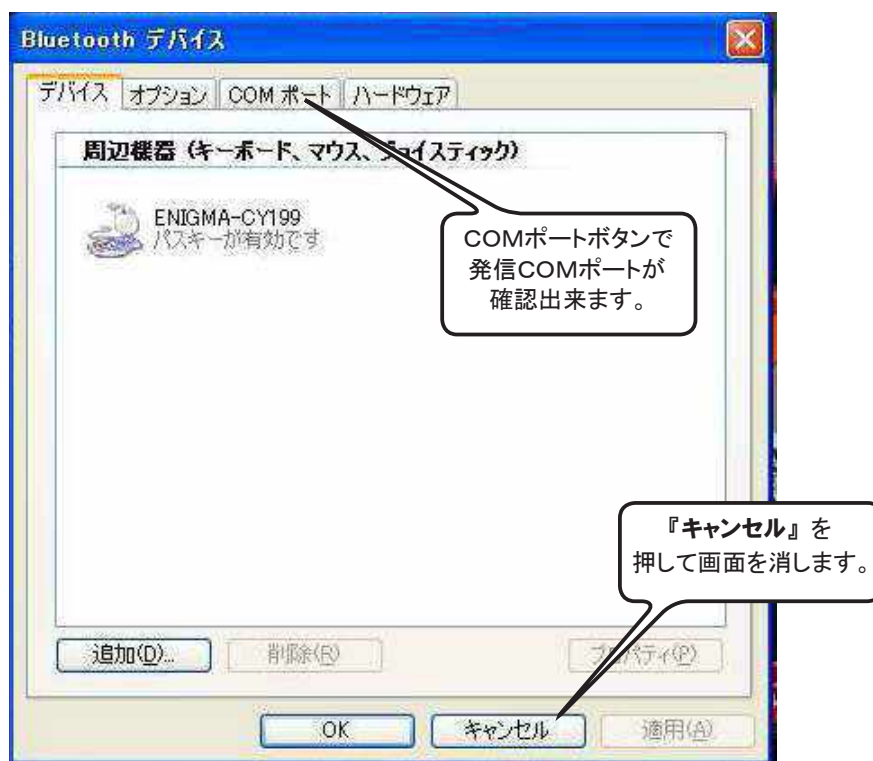 Bluetooth デバイス
デバイス オプション COM ポート ハードウェア
周辺機器 (キーボード、マウス、ジョイスティック)
ENIGMA-CY199
パスキーが有効です
COMポートボタンで
発信COMポートが
確認出来ます。
『キャンセル』を
押して画面を消します。
追加(D)... 削除(R) プロパティ(P)
OK キャンセル 適用(A)